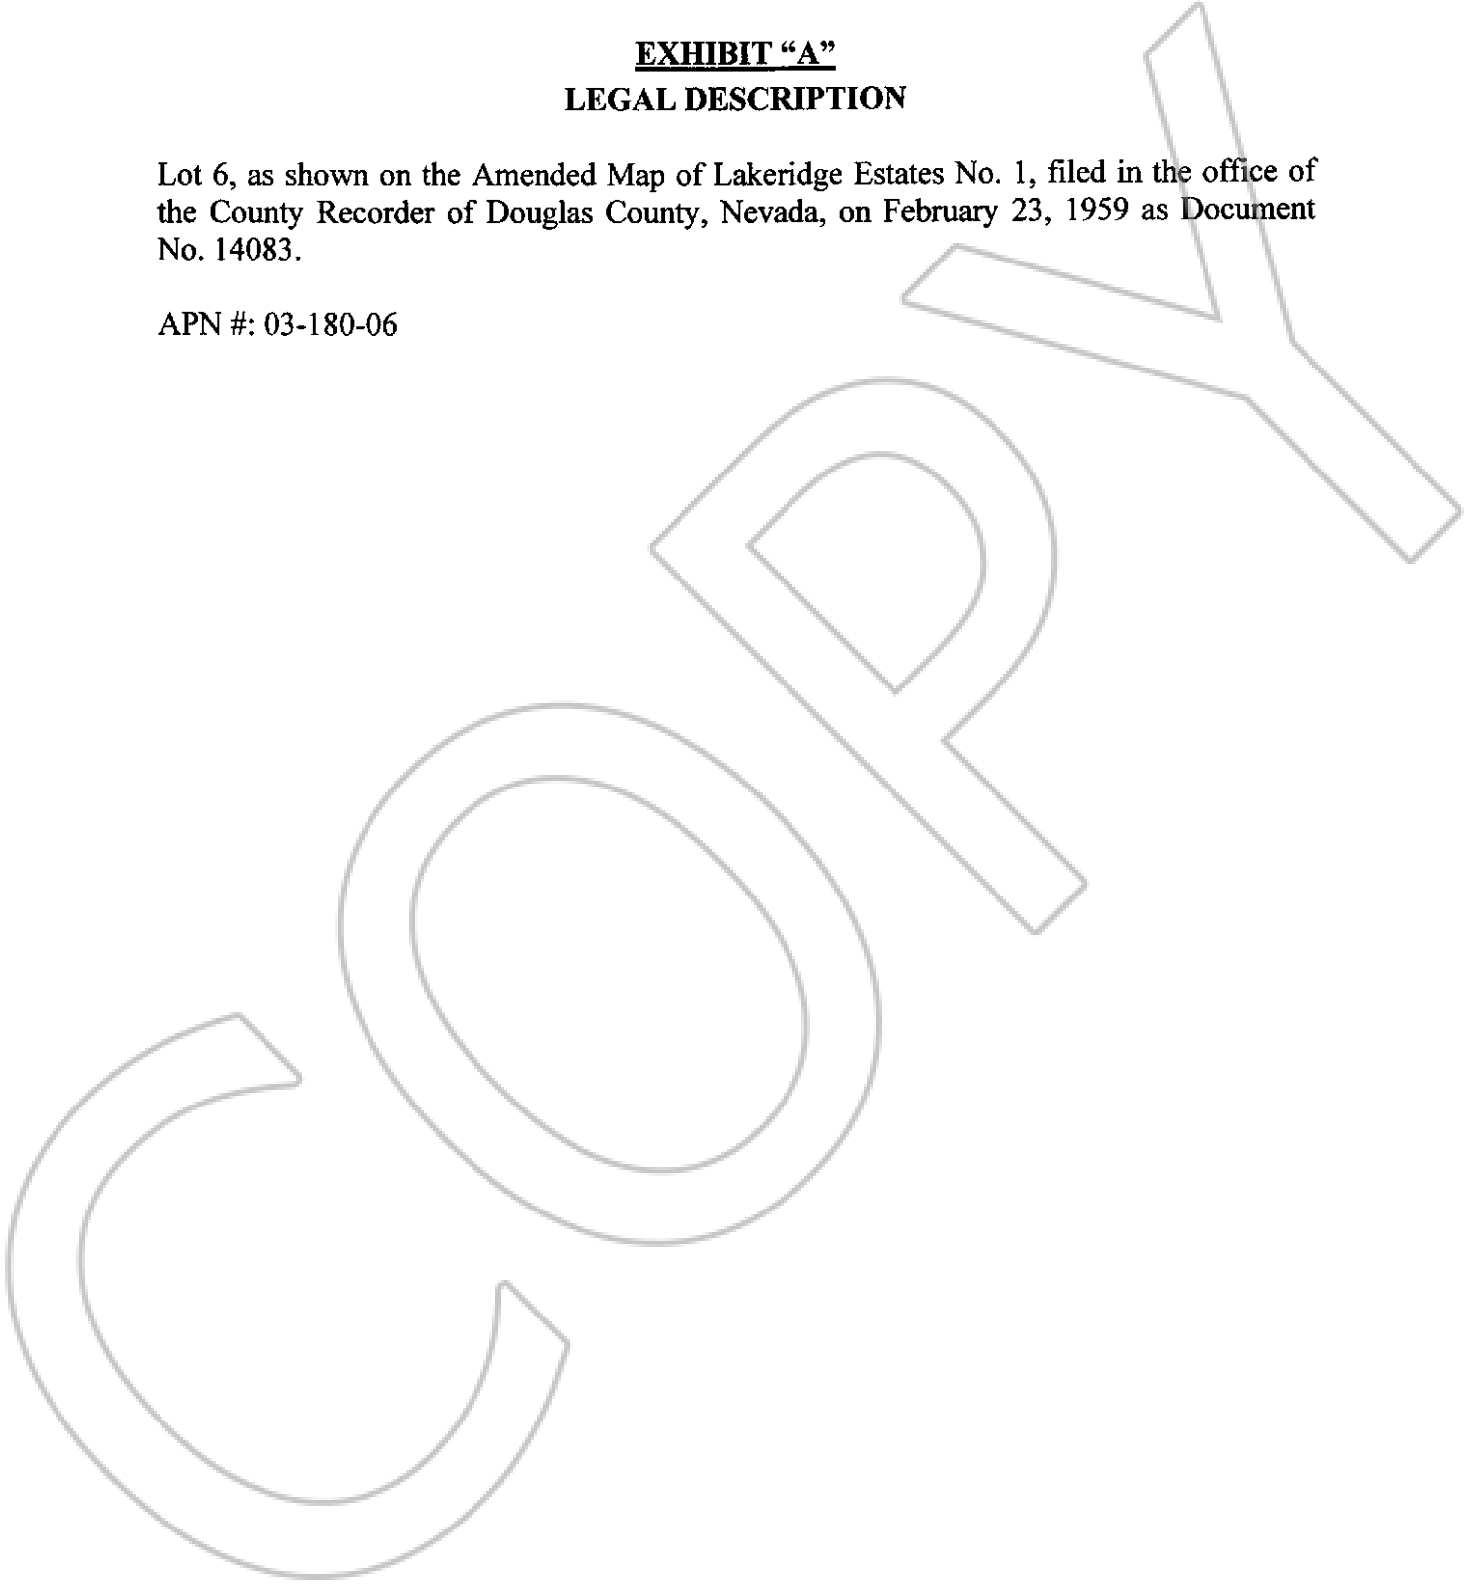 EXHIBIT “A”
LEGAL DESCRIPTION
Lot 6, as shown on the Amended Map of Lakeridge Estates No. 1, filed in the office of
the County Recorder of Douglas County, Nevada, on February 23, 1959 as Document
No. 14083.
APN #: 03-180-06
COPY